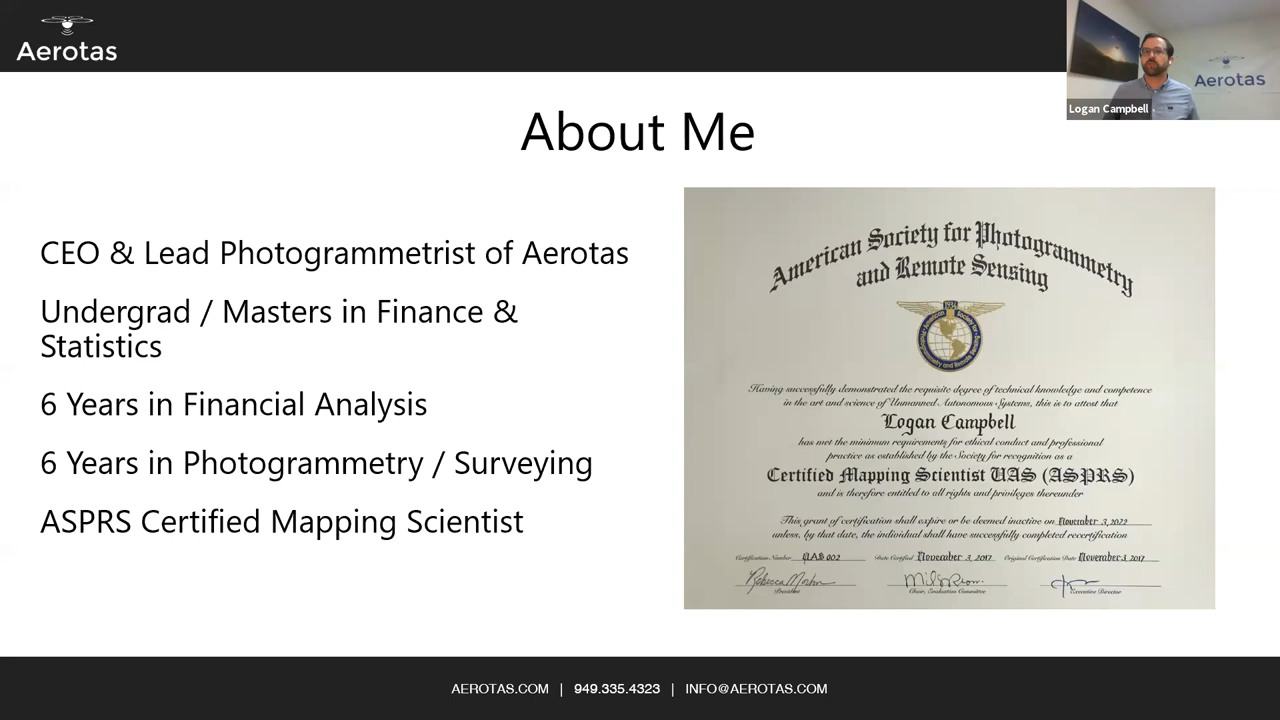 Aerotas
Aerotas
Logan Campbell
About Me
CEO & Lead Photogrammetrist of Aerotas
Undergrad / Masters in Finance &
Statistics
6 Years in Financial Analysis
6 Years in Photogrammetry / Surveying
ASPRS Certified Mapping Scientist
American Society for Photogrammetry
and Remote Sensing
1934
Having successfully demonstrated the requisite degree of technical knowledge and competence
in the art and science of Unmanned Autonomous Systems, this is to attest that
Logan Campbell
has met the minimum requirements for ethical conduct and professional
practice as established by the Society for recognition as a
Certified Mapping Scientist UAS (ASPRS)
and is therefore entitled to all rights and privileges thereunder
This grant of certification shall expire or be deemed inactive on November 3, 2022
unless, by that date, the individual shall have successfully completed recertification
Certification Number UAS 002 Date Certified November 3, 2017 Original Certification Date November 3, 2017
President Chair, Evaluation Committee Executive Director
AEROTAS.COM | 949.335.4323 | INFO@AEROTAS.COM